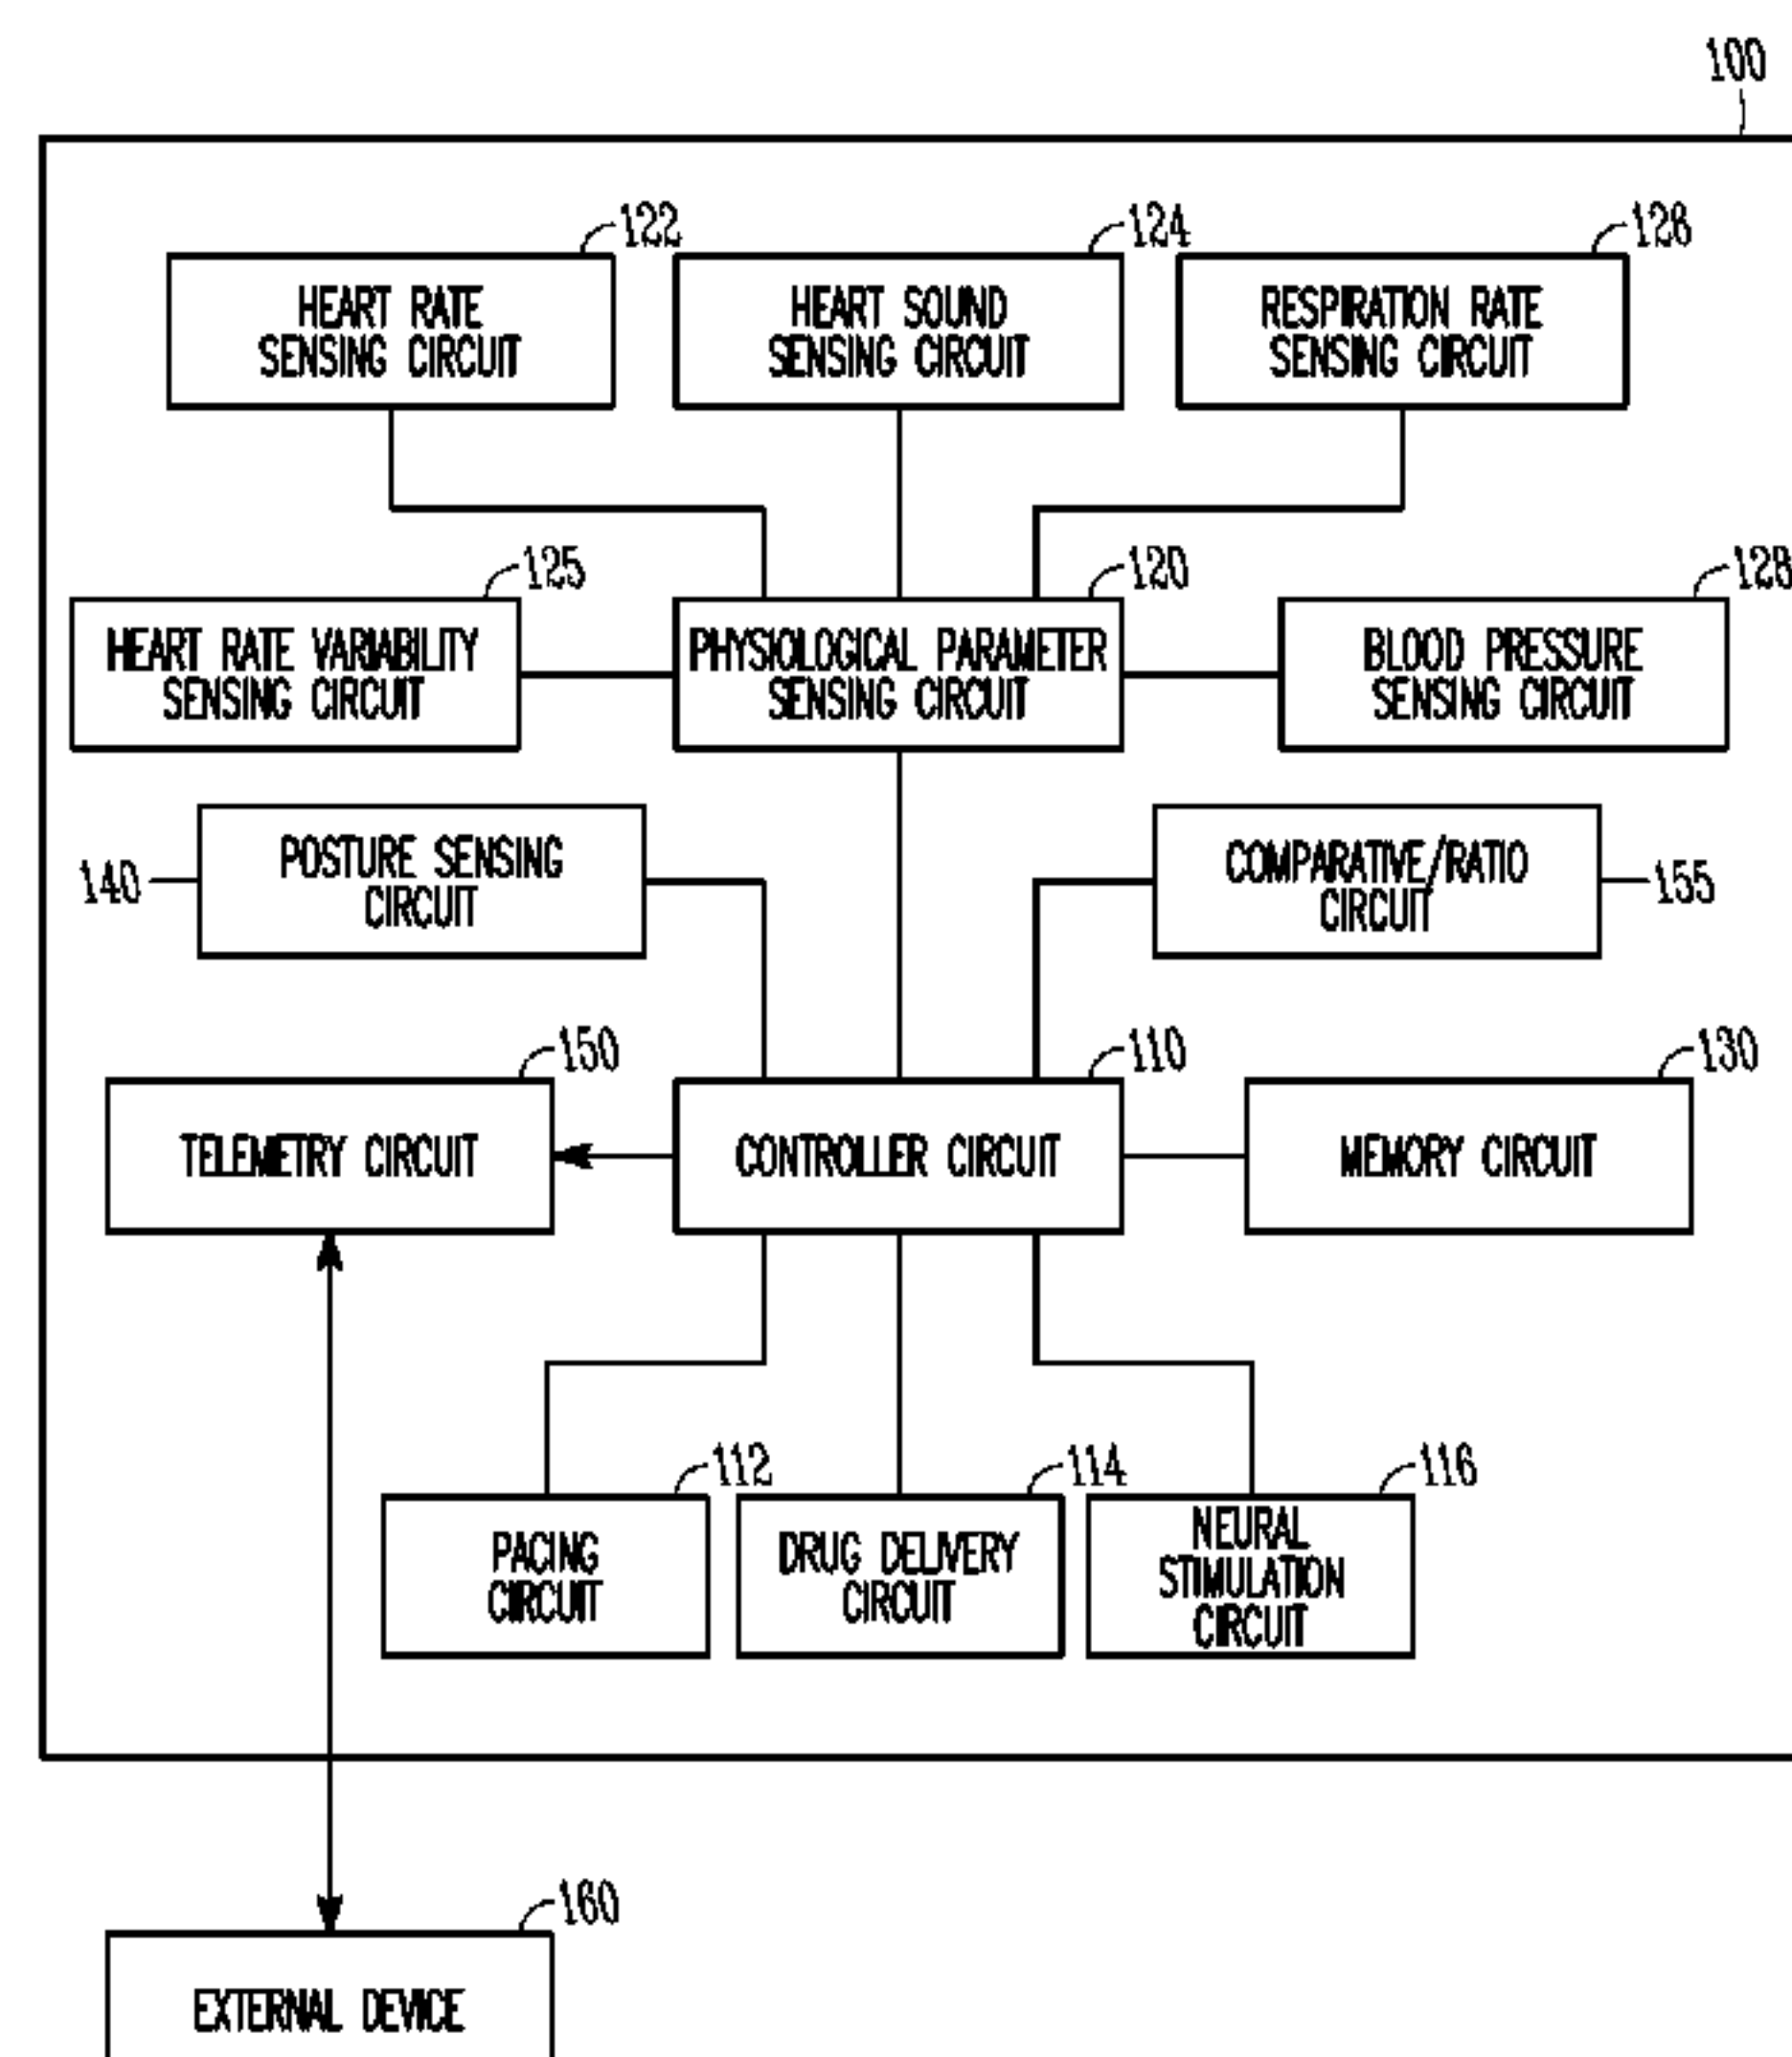 100
122
124
126
HEART RATE
SENSING CIRCUIT
HEART SOUND
SENSING CIRCUIT
RESPIRATION RATE
SENSING CIRCUIT
125
120
128
HEART RATE VARIABILITY
SENSING CIRCUIT
PHYSIOLOGICAL PARAMETER
SENSING CIRCUIT
BLOOD PRESSURE
SENSING CIRCUIT
140
POSTURE SENSING
CIRCUIT
COMPARATIVE/RATIO
CIRCUIT
155
150
110
130
TELEMETRY CIRCUIT
CONTROLLER CIRCUIT
MEMORY CIRCUIT
112
114
116
PACING
CIRCUIT
DRUG DELIVERY
CIRCUIT
NEURAL
STIMULATION
CIRCUIT
160
EXTERNAL DEVICE